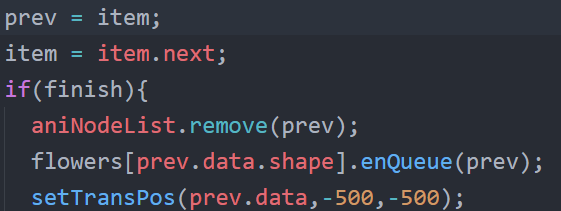 prev = item;
item = item.next;
if(finish){
aniNodeList.remove(prev);
flowers[prev.data.shape].enQueue(prev);
setTransPos(prev.data,-500,-500);